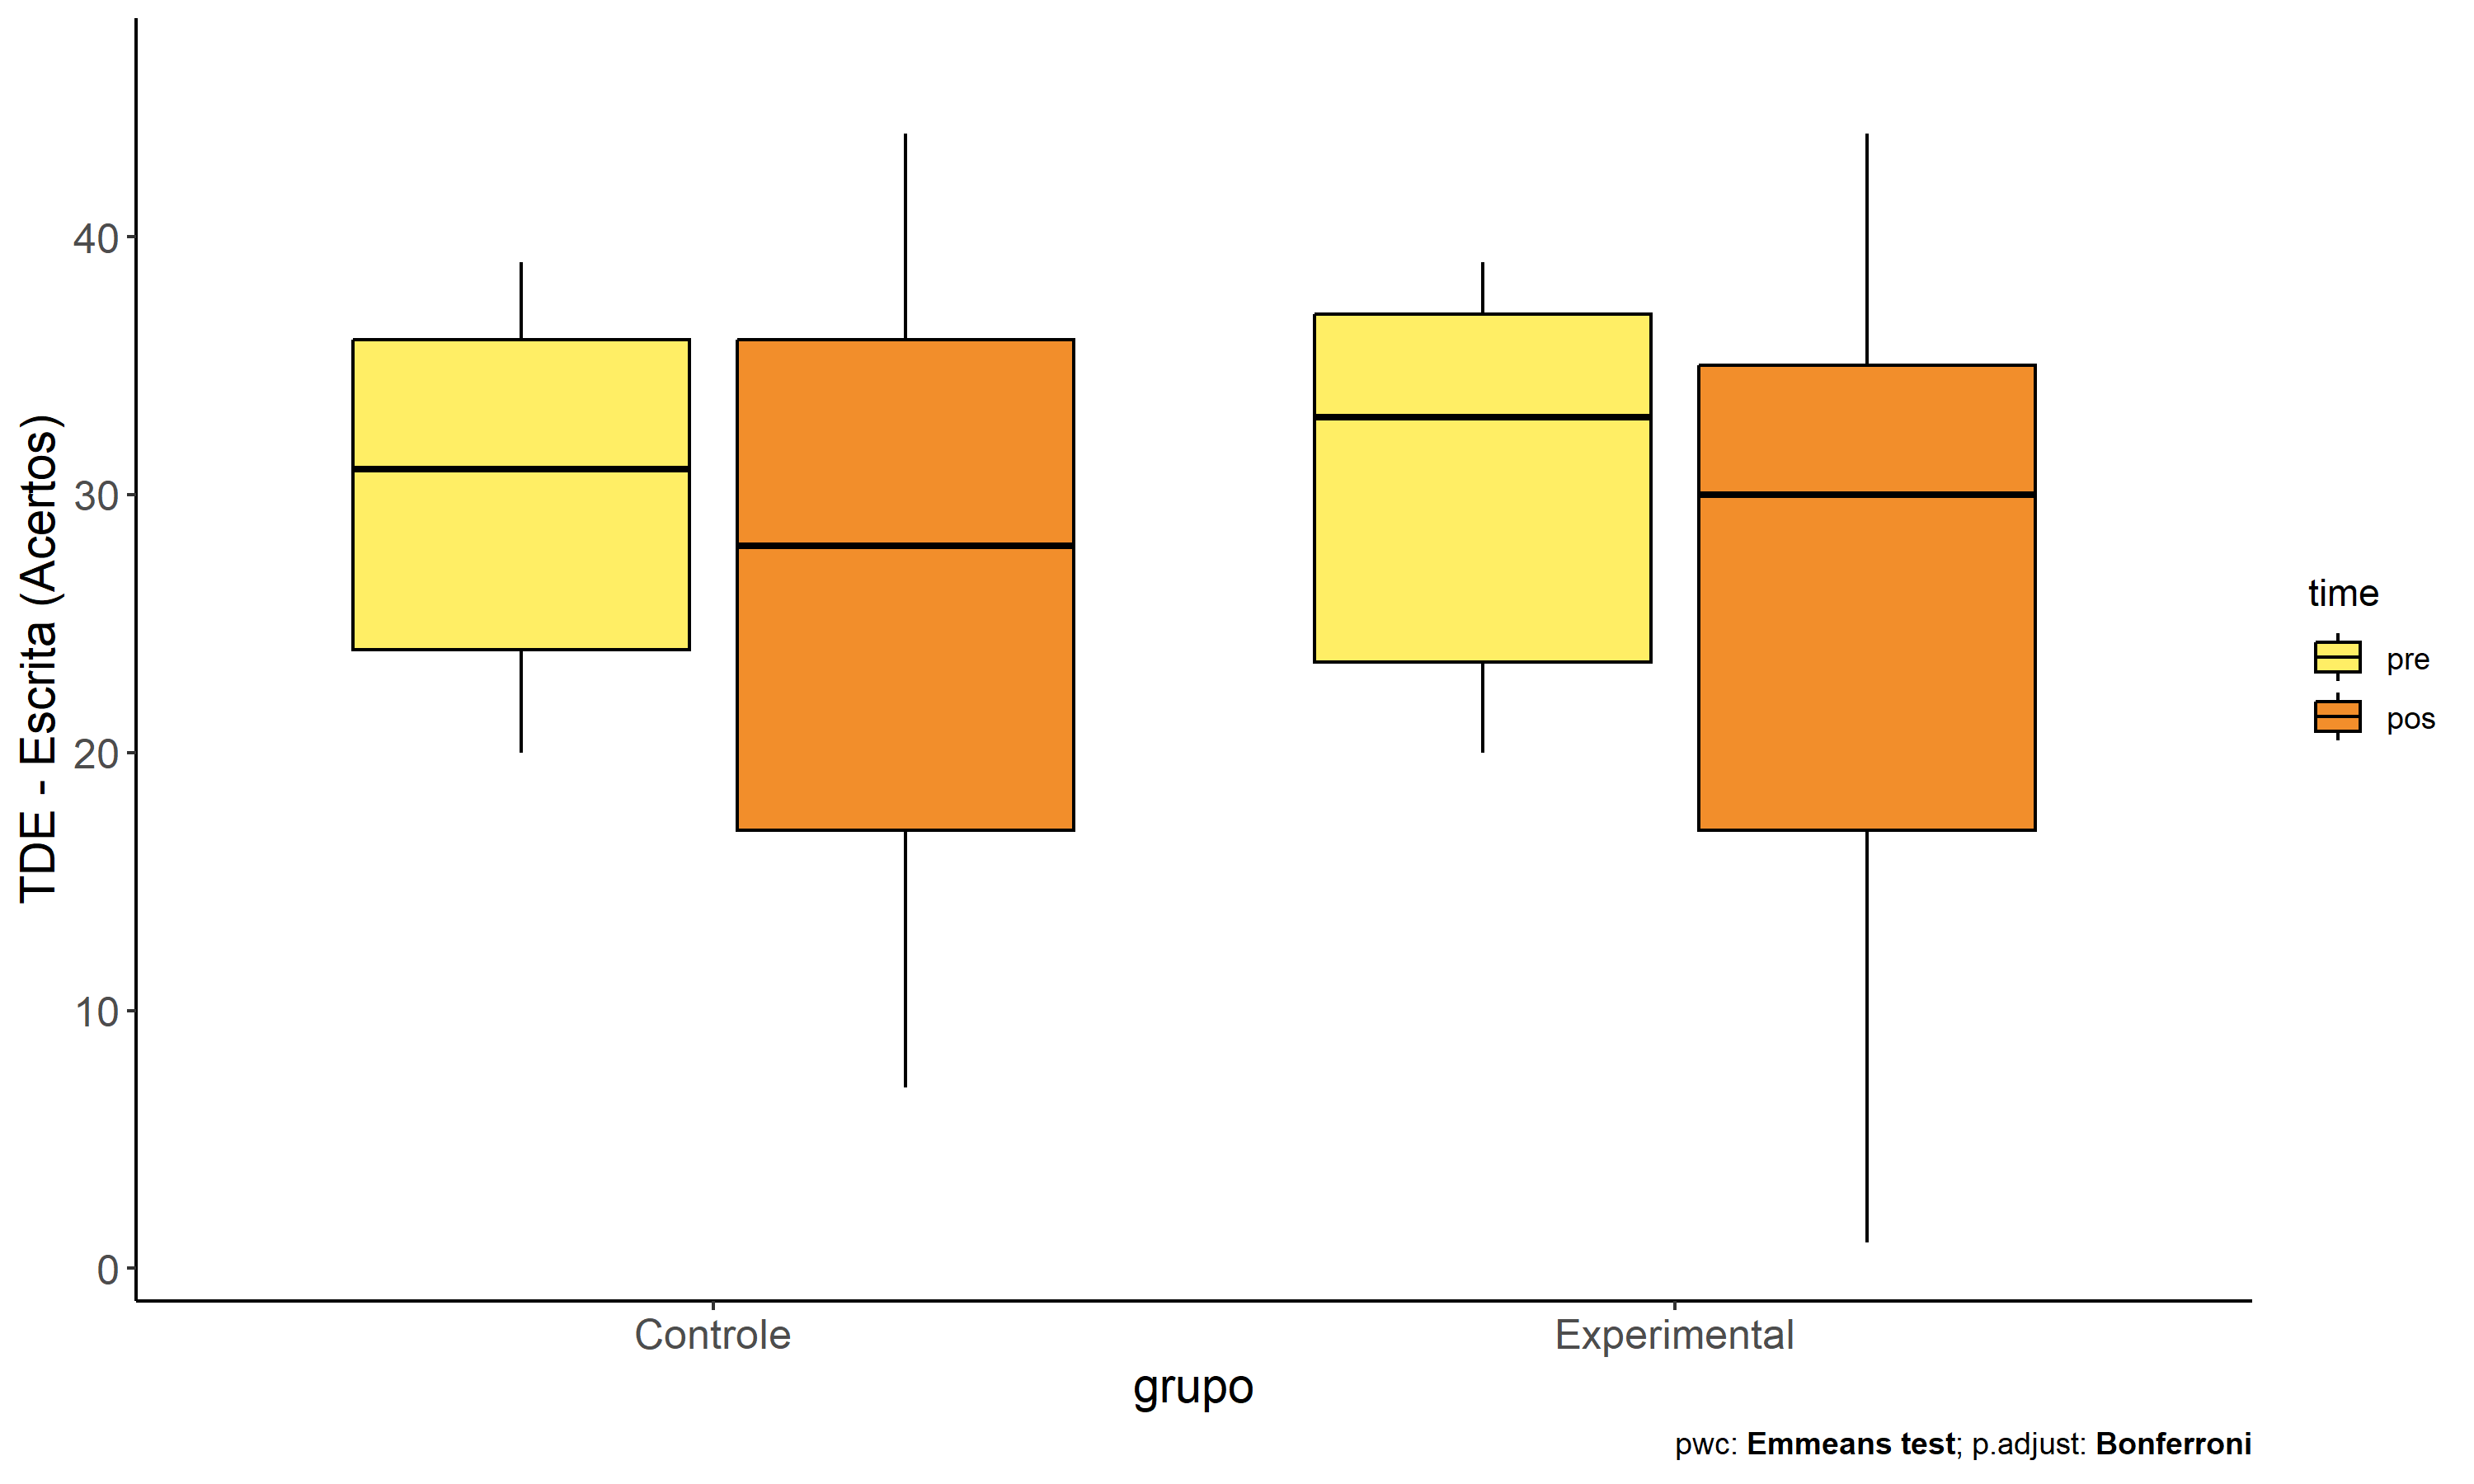 TDE - Escrita (Acertos)
40
30
20
10
0
Controle
Experimental
grupo
time
pre
pos
pwc: Emmeans test; p.adjust: Bonferroni